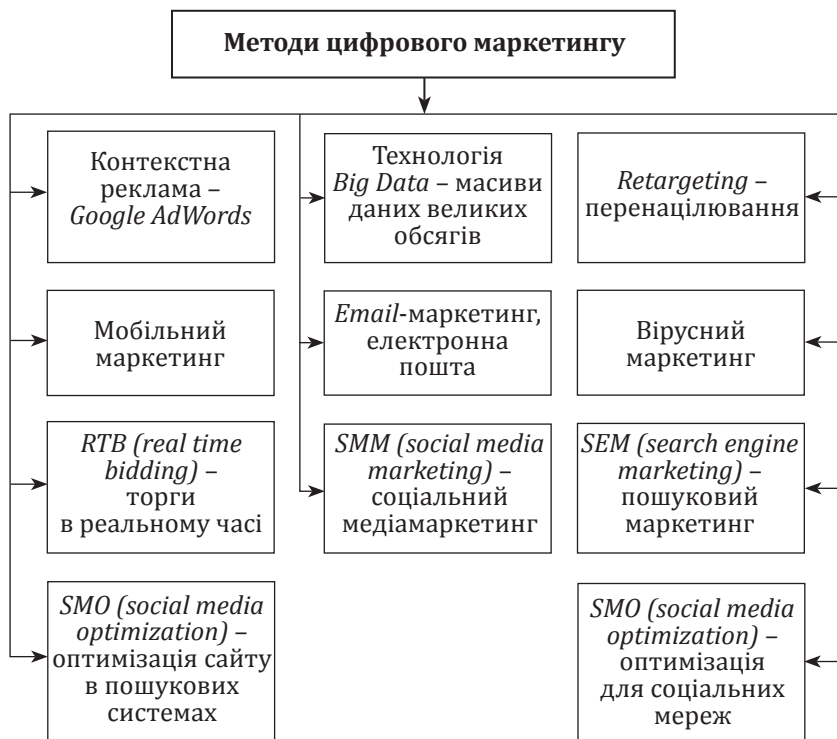 Методи цифрового маркетингу
Контекстна
реклама –
Google AdWords
Технологія
Big Data – масиви
даних великих
обсягів
Retargeting –
перенацілювання
Мобільний
маркетинг
Email-маркетинг,
електронна
пошта
Вірусний
маркетинг
RTB (real time
bidding) –
торги
в реальному часі
SMM (social media
marketing) –
соціальний
медіамаркетинг
SEM (search engine
marketing) –
пошуковий
маркетинг
SMO (social media
optimization) –
оптимізація сайту
в пошукових
системах
SMO (social media
optimization) –
оптимізація
для соціальних
мереж